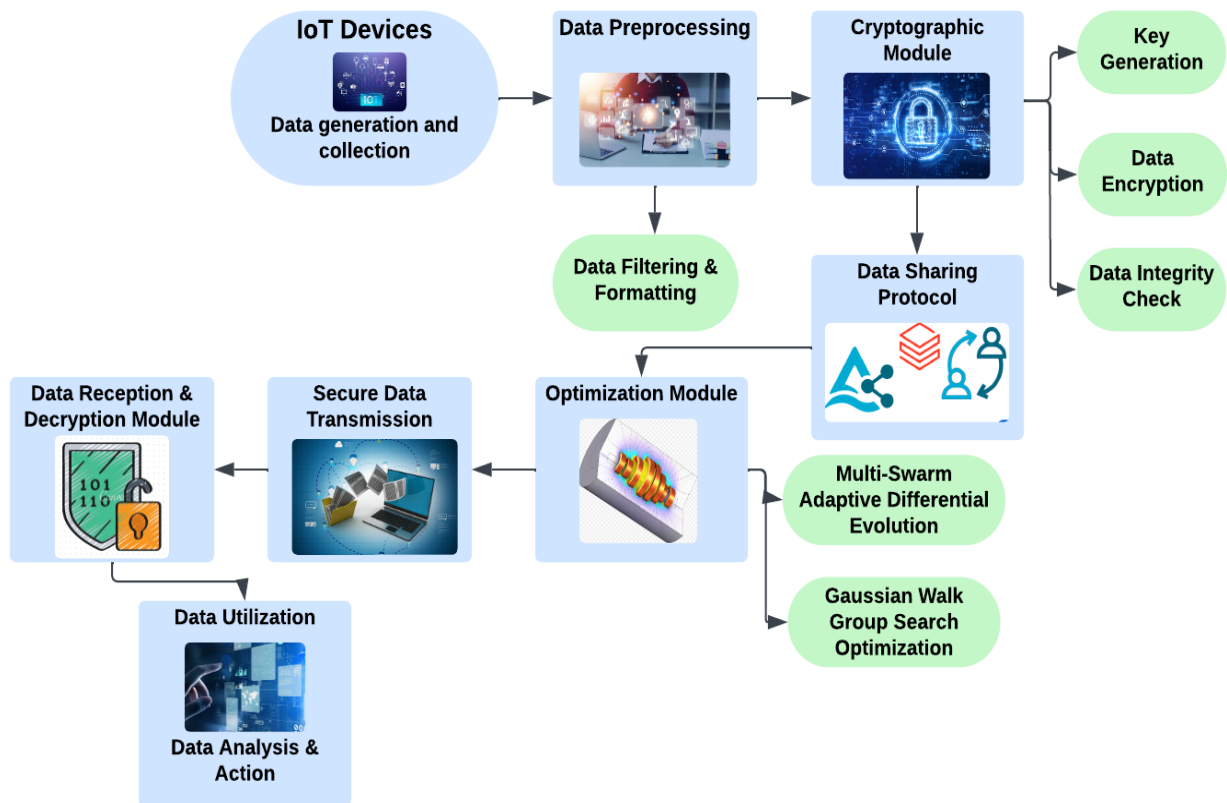 IoT Devices
IOT
Data generation and
collection
Data Preprocessing
Cryptographic
Module
Key
Generation
Data
Encryption
Data Integrity
Check
Data Filtering &
Formatting
Data Sharing
Protocol
Optimization Module
Multi-Swarm
Adaptive Differential
Evolution
Gaussian Walk
Group Search
Optimization
Secure Data
Transmission
Data Reception &
Decryption Module
101
110
Data Utilization
Data Analysis &
Action